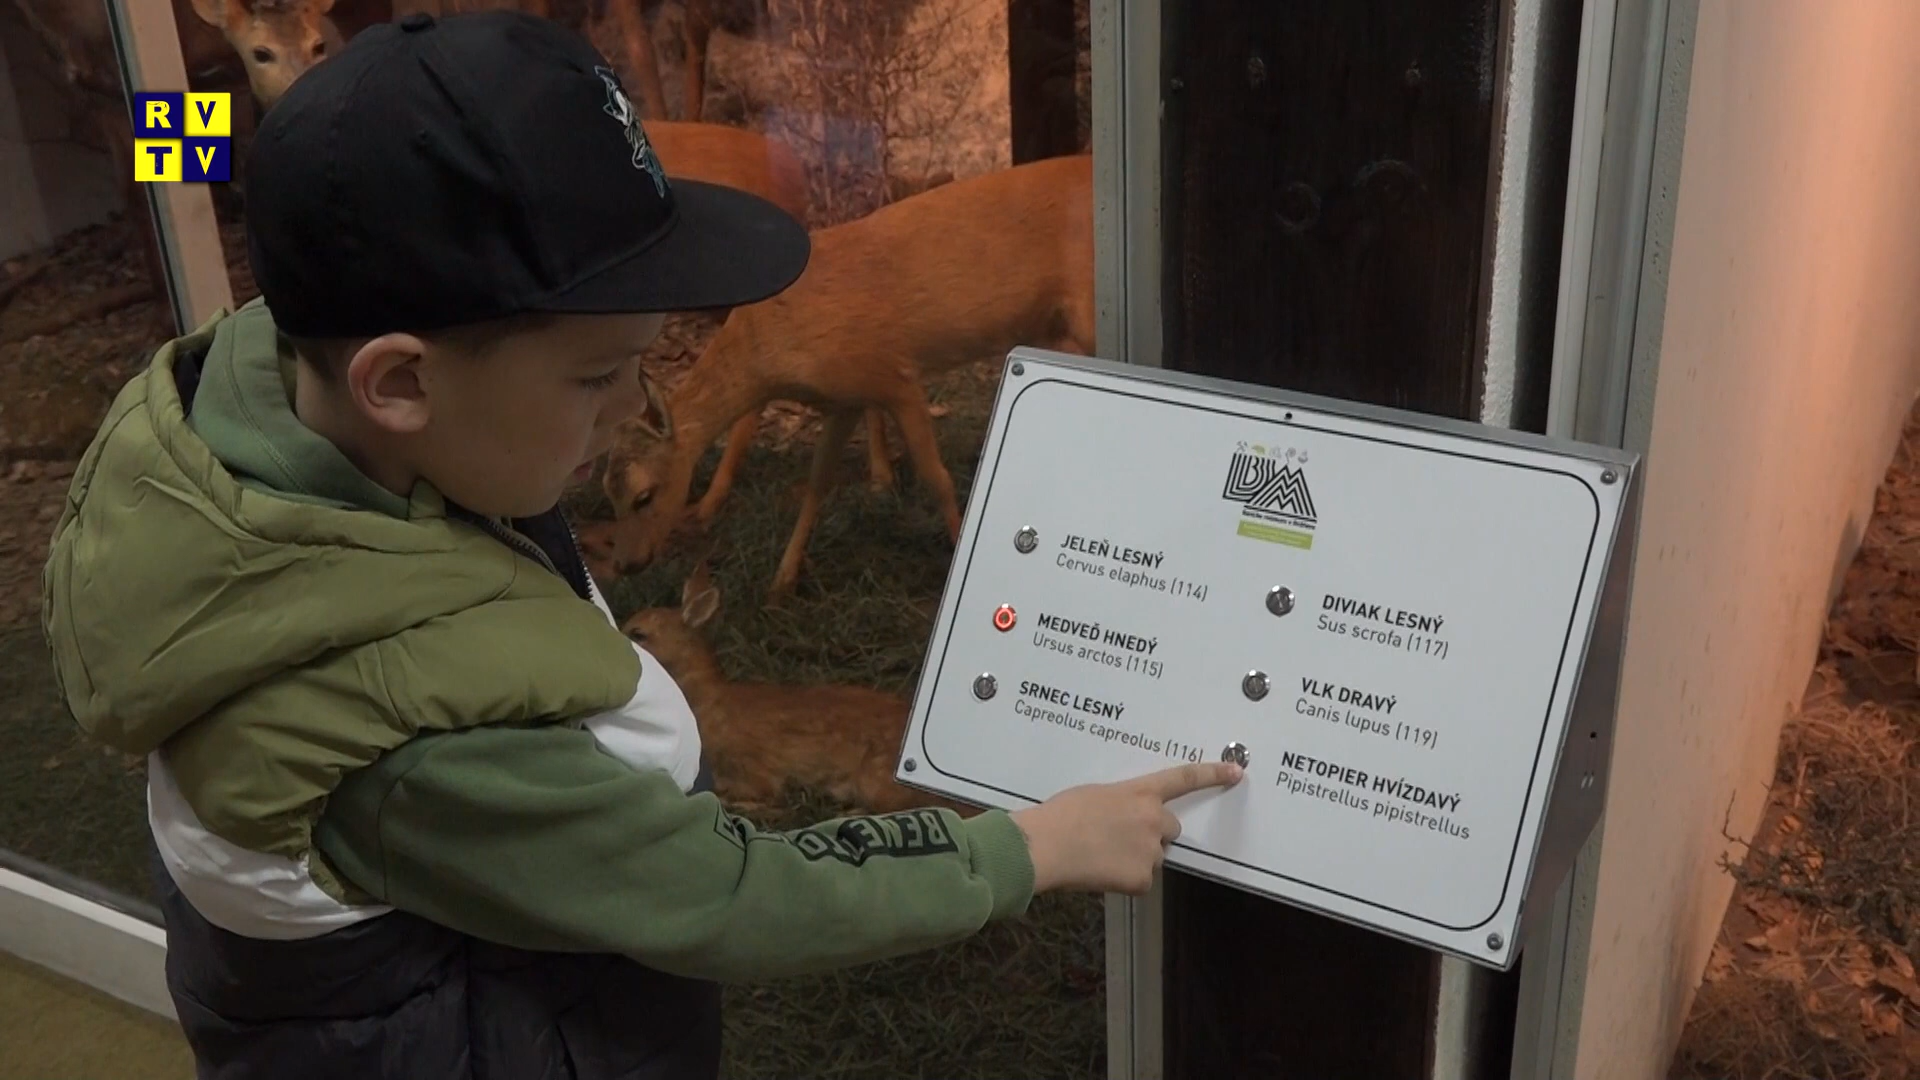 RV
TV
BM
JELEŇ LESNÝ
Cervus elaphus (114)
MEDVEĎ HNEDÝ
Ursus arctos (115)
SRNEC LESNÝ
Capreolus capreolus (116)
DIVIAK LESNÝ
Sus scrofa (117)
VLK DRAVÝ
Canis lupus (119)
NETOPIER HVÍZDAVÝ
Pipistrellus pipistrellus